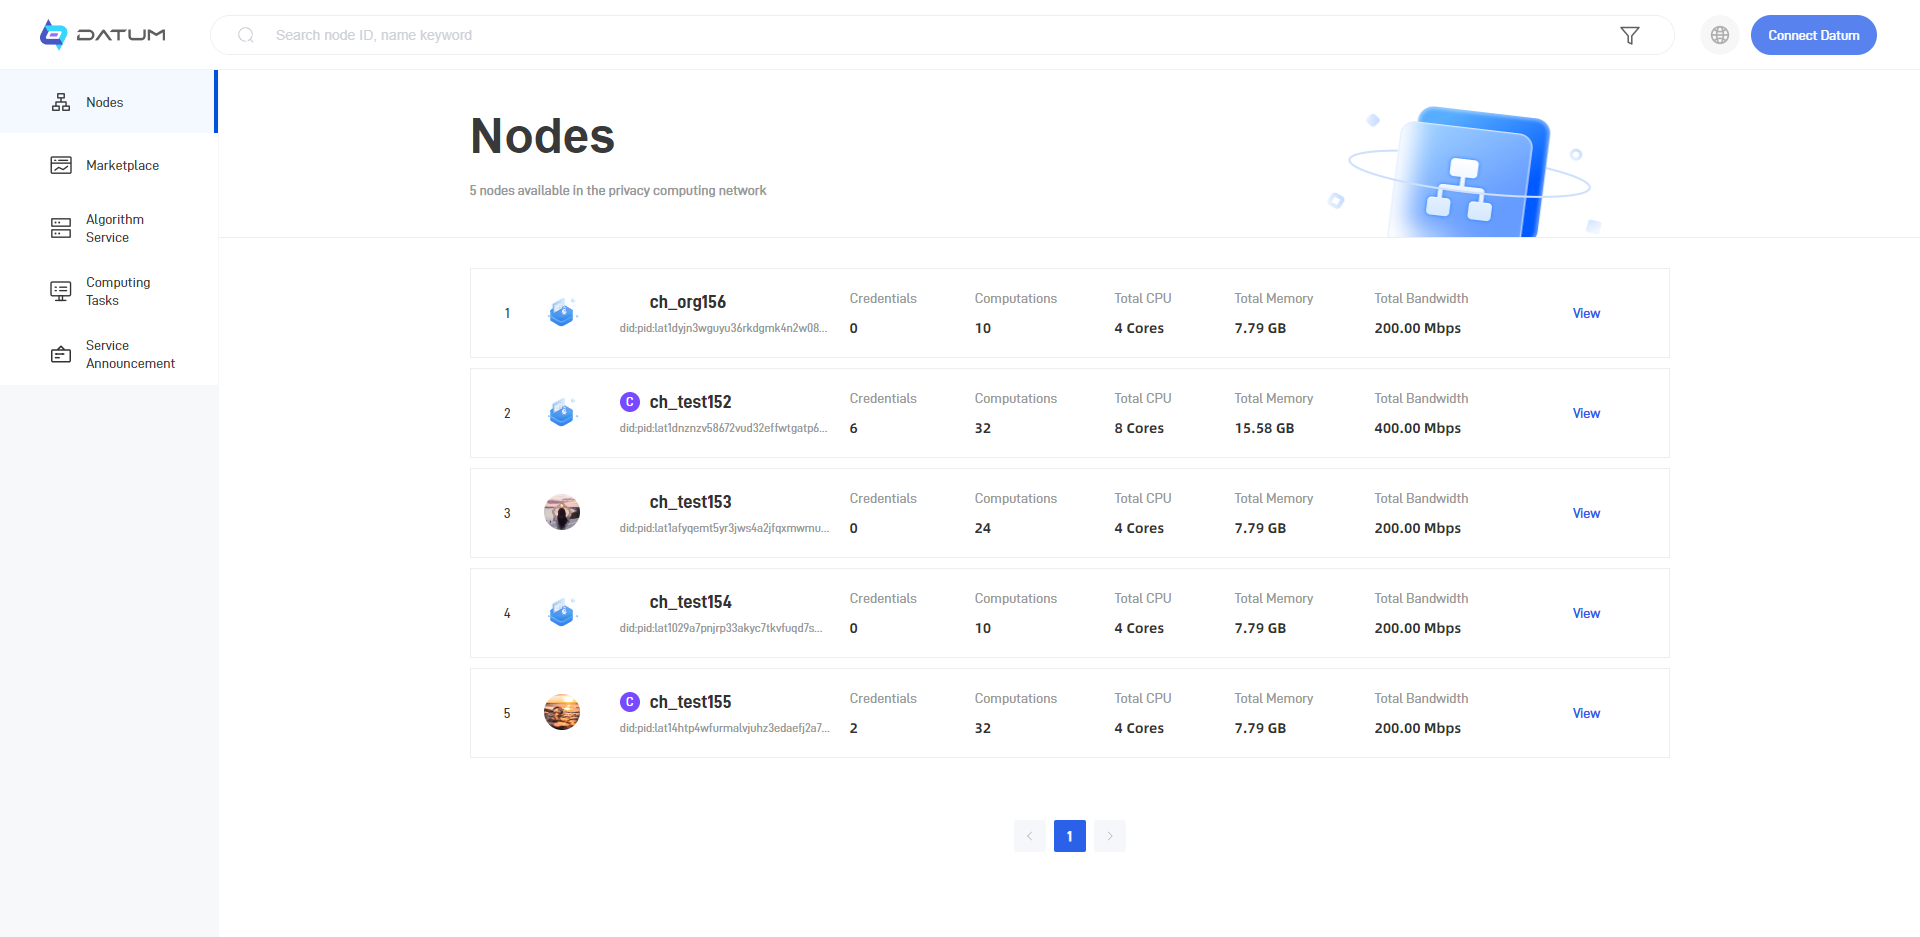 DATUM
Search node ID, name keyword
Connect Datum
Nodes
Marketplace
Algorithm
Service
Computing
Tasks
Service
Announcement
Nodes
5 nodes available in the privacy computing network
1
ch_org156
did:pid:lat1dyjn3wguyu36rkdgmk4n2w08...
Credentials
0
Computations
10
Total CPU
4 Cores
Total Memory
7.79 GB
Total Bandwidth
200.00 Mbps
View
2
C ch_test152
did:pid:lat1dnznzv58672vud32effwtgatp6...
Credentials
6
Computations
32
Total CPU
8 Cores
Total Memory
15.58 GB
Total Bandwidth
400.00 Mbps
View
3
ch_test153
did:pid:lat1afyqemt5yr3jws4a2jfqxmwmu...
Credentials
0
Computations
24
Total CPU
4 Cores
Total Memory
7.79 GB
Total Bandwidth
200.00 Mbps
View
4
ch_test154
did:pid:lat1029a7pnjrp33akyc7tkvfuqd7s...
Credentials
0
Computations
10
Total CPU
4 Cores
Total Memory
7.79 GB
Total Bandwidth
200.00 Mbps
View
5
C ch_test155
did:pid:lat14htp4wfurmalvjuhz3edaefj2a7...
Credentials
2
Computations
32
Total CPU
4 Cores
Total Memory
7.79 GB
Total Bandwidth
200.00 Mbps
View
1